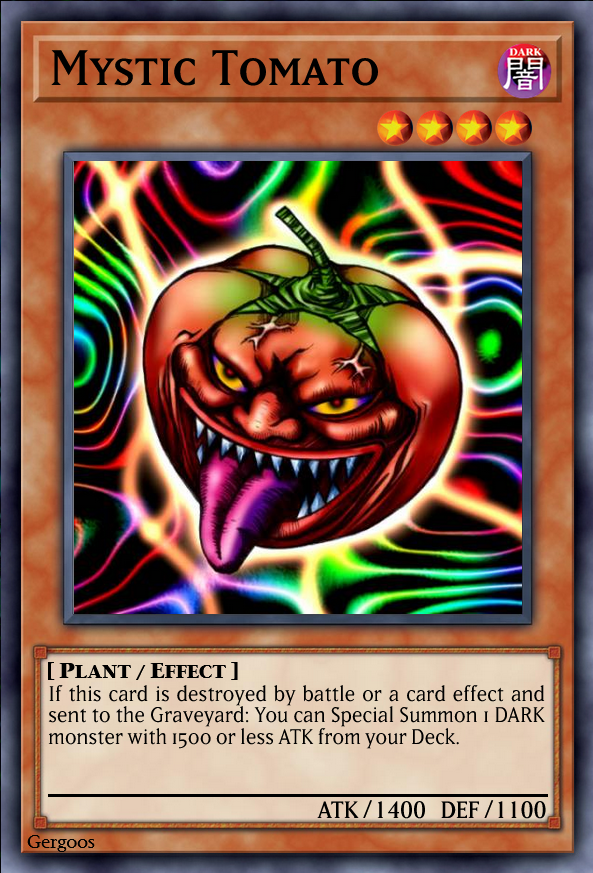 Mystic Tomato
DARK
闇
[ Plant / Effect ]
If this card is destroyed by battle or a card effect and
sent to the Graveyard: You can Special Summon 1 DARK
monster with 1500 or less ATK from your Deck.
ATK / 1400 DEF / 1100
Gergoos